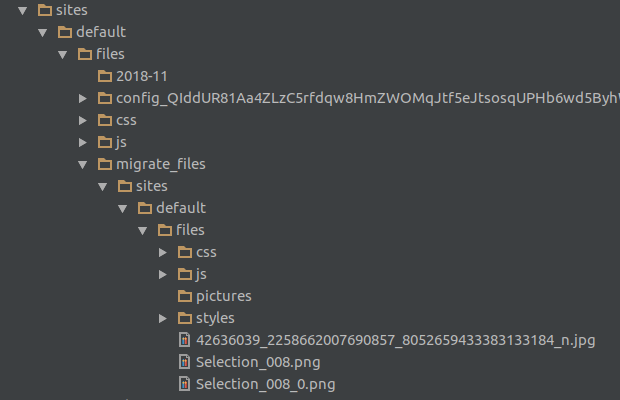 sites
default
files
2018-11
config_QIddUR81Aa4ZLzC5rfdqw8HmZWOMqJtf5eJtsosqUPHb6wd5Byh
css
js
migrate_files
sites
default
files
css
js
pictures
styles
42636039_2258662007690857_8052659433383133184_n.jpg
Selection_008.png
Selection_008_0.png